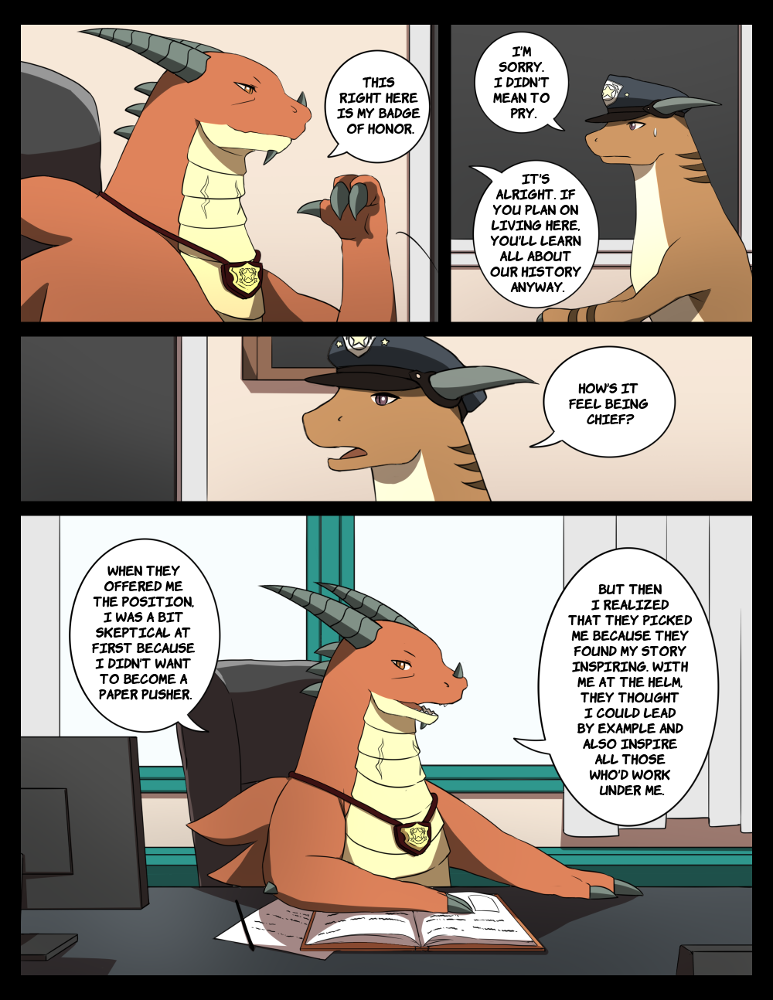 THIS
RIGHT HERE
IS MY BADGE
OF HONOR.
I'M
SORRY.
I DIDN'T
MEAN TO
PRY.
IT'S
ALRIGHT. IF
YOU PLAN ON
LIVING HERE,
YOU'LL LEARN
ALL ABOUT
OUR HISTORY
ANYWAY.
HOW'S IT
FEEL BEING
CHIEF?
WHEN THEY
OFFERED ME
THE POSITION,
I WAS A BIT
SKEPTICAL AT
FIRST BECAUSE
I DIDN'T WANT
TO BECOME A
PAPER PUSHER.
BUT THEN
I REALIZED
THAT THEY PICKED
ME BECAUSE THEY
FOUND MY STORY
INSPIRING. WITH
ME AT THE HELM,
THEY THOUGHT
I COULD LEAD
BY EXAMPLE AND
ALSO INSPIRE
ALL THOSE
WHO'D WORK
UNDER ME.